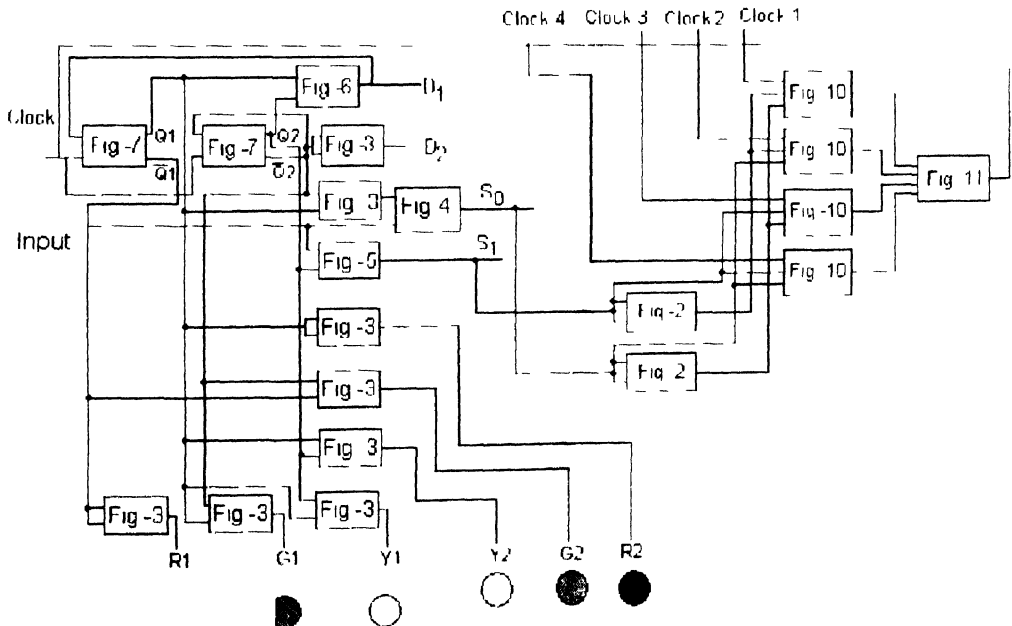 Clock 4 Clock 3 Clock 2 Clock 1
Fig -6 D1
Fig 10
Clock
Fig -7 Q1 Fig -7 Q2 Fig -3 D2
Fig 10
Q̅1 Q̅2
Fig 11
Fig 3 Fig 4 S0
Fig -10
Input
Fig -5 S1
Fig 10
Fig -2
Fig -3
Fig 2
Fig -3
Fig 3
Fig -3 Fig -3 Fig -3
R1 G1 Y1 Y2 G2 R2